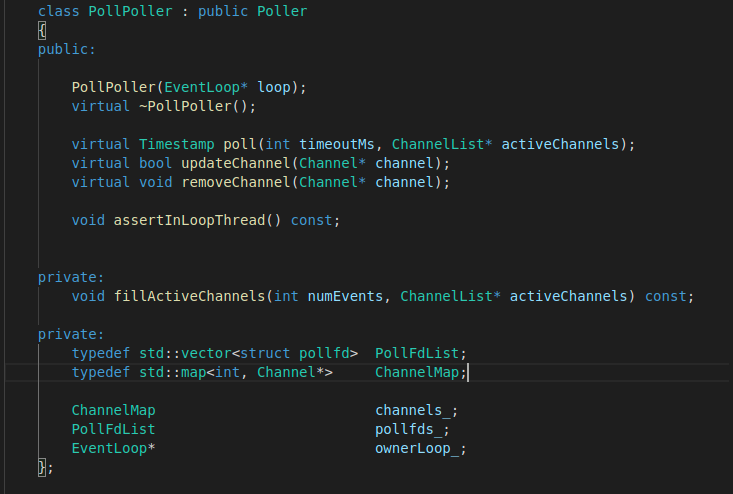 class PollPoller : public Poller
{
public:
PollPoller(EventLoop* loop);
virtual ~PollPoller();
virtual Timestamp poll(int timeoutMs, ChannelList* activeChannels);
virtual bool updateChannel(Channel* channel);
virtual void removeChannel(Channel* channel);
void assertInLoopThread() const;
private:
void fillActiveChannels(int numEvents, ChannelList* activeChannels) const;
private:
typedef std::vector<struct pollfd>  PollFdList;
typedef std::map<int, Channel*>     ChannelMap;
ChannelMap                          channels_;
PollFdList                          pollfds_;
EventLoop*                          ownerLoop_;
};